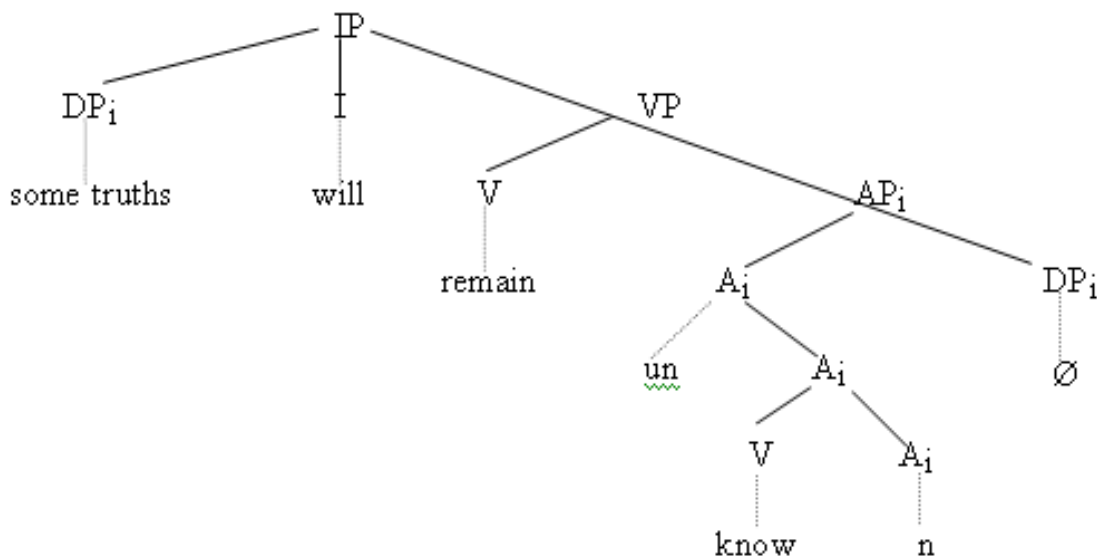 IP
DPi I VP
some truths will V APi
remain Ai DPi
un Ai Ø
V Ai
know n